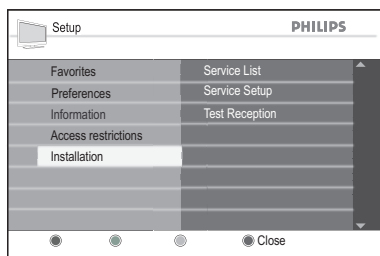 Setup
PHILIPS
Favorites
Preferences
Information
Access restrictions
Installation
Service List
Service Setup
Test Reception
Close